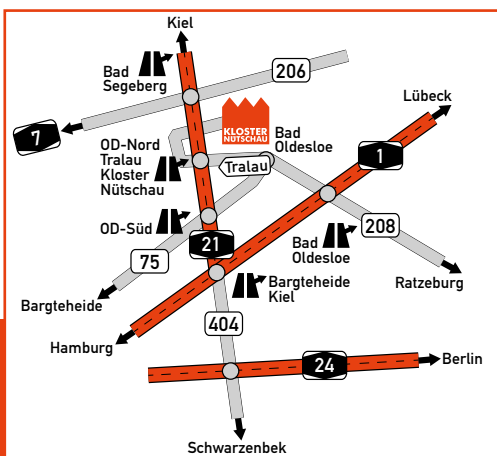 Kiel
Bad
Segeberg
206
Lübeck
7
KLOSTER
NÜTSCHAU
Bad
Oldesloe
1
OD-Nord
Tralau
Kloster
Nütschau
Tralau
OD-Süd
208
21
Bad
Oldesloe
75
Ratzeburg
Bargteheide
Kiel
Bargteheide
404
Hamburg
24
Berlin
Schwarzenbek